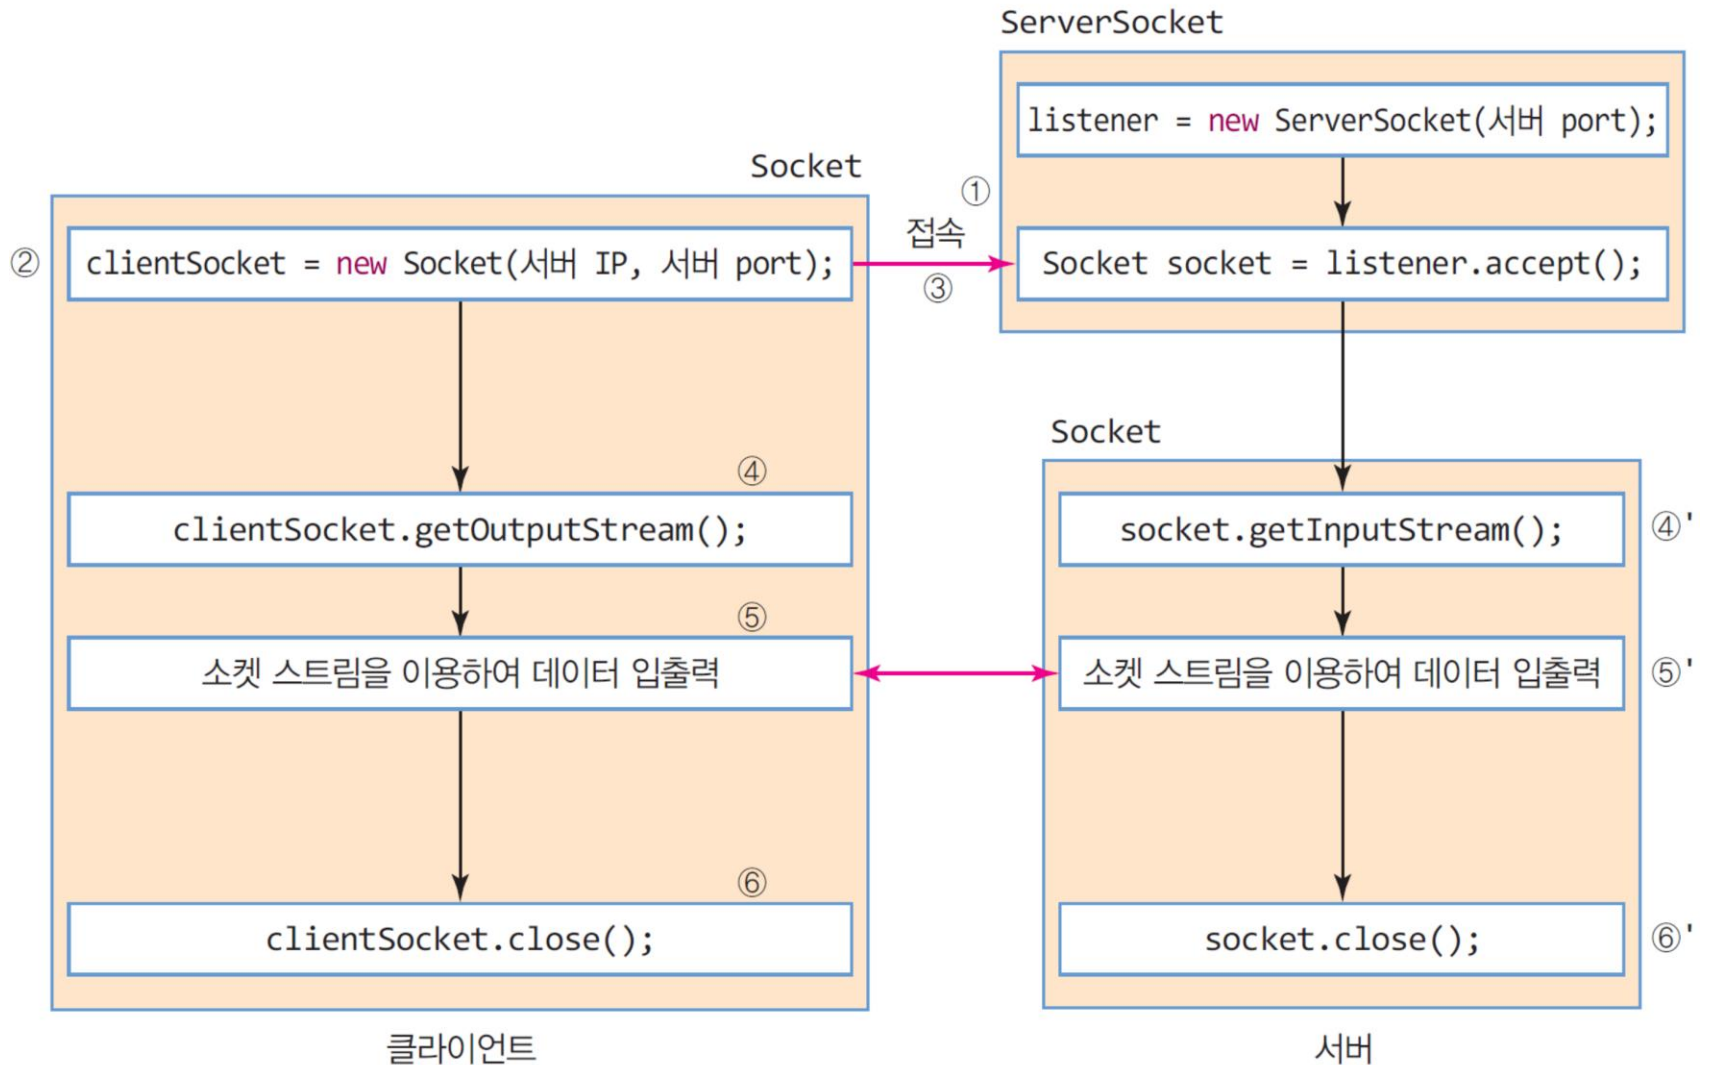 ServerSocket
listener = new ServerSocket(서버 port);
Socket
①
접속
② clientSocket = new Socket(서버 IP, 서버 port);
③
Socket socket = listener.accept();
Socket
④
clientSocket.getOutputStream();
socket.getInputStream(); ④'
⑤
소켓 스트림을 이용하여 데이터 입출력
소켓 스트림을 이용하여 데이터 입출력 ⑤'
⑥
clientSocket.close();
socket.close(); ⑥'
클라이언트
서버